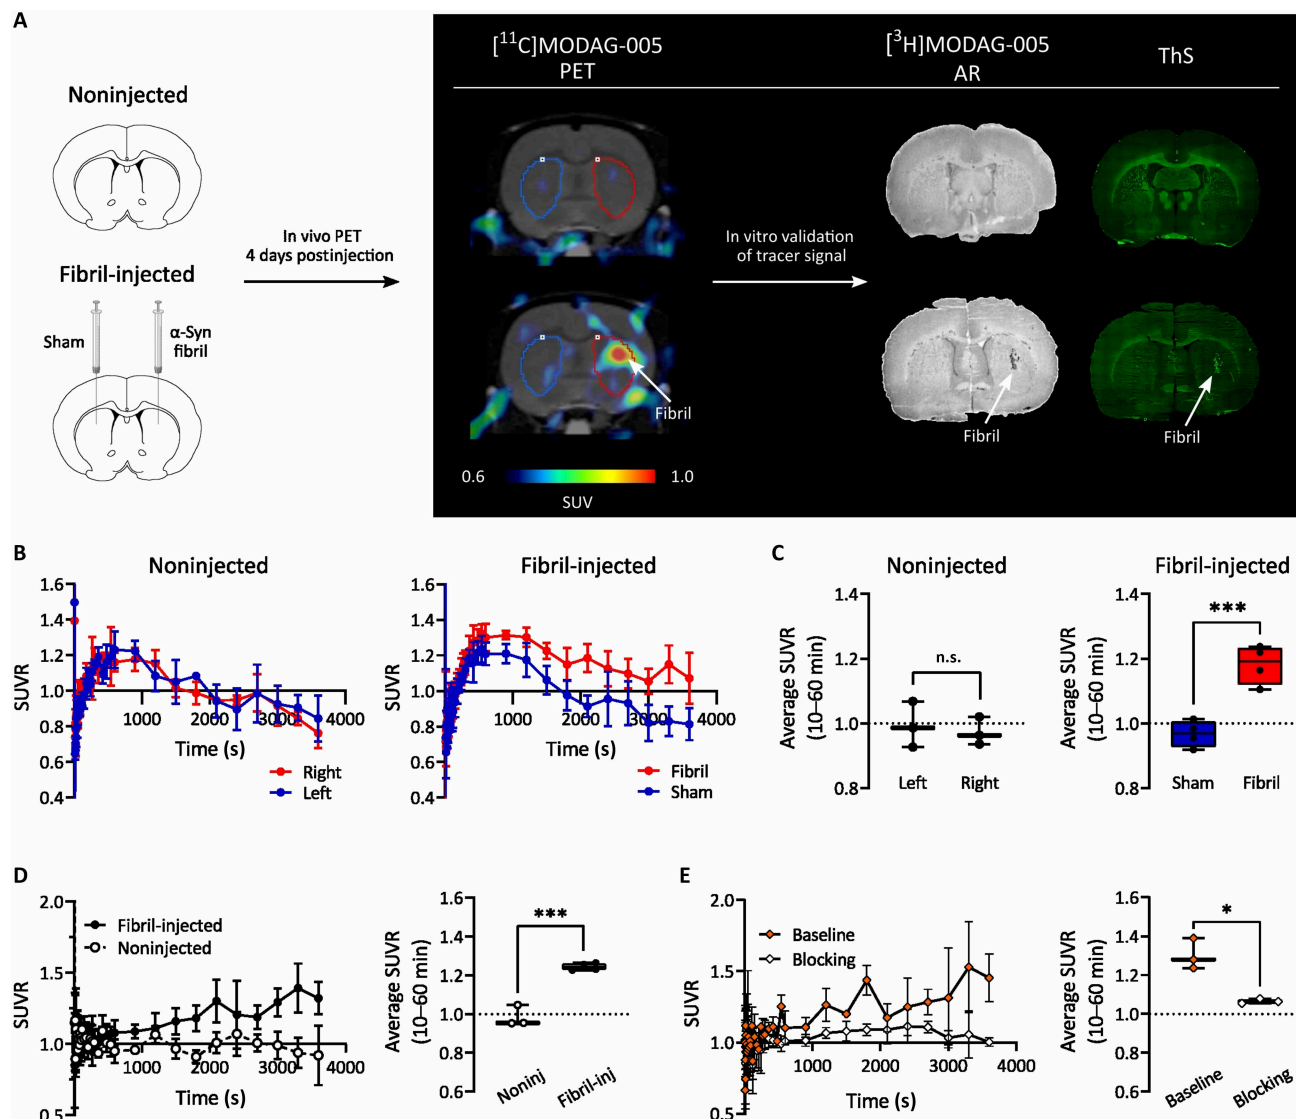 A
[¹¹C]MODAG-005
PET
[³H]MODAG-005
AR
ThS
Noninjected
In vivo PET
4 days postinjection
In vitro validation
of tracer signal
Fibril-injected
Sham
α-Syn
fibril
Fibril
Fibril
Fibril
0.6
1.0
SUV
B
Noninjected
1.6
1.4
1.2
1.0
0.8
0.6
0.4
SUVR
1000
2000
3000
4000
Time (s)
Right
Left
Fibril-injected
1.6
1.4
1.2
1.0
0.8
0.6
0.4
SUVR
1000
2000
3000
4000
Time (s)
Fibril
Sham
C
Noninjected
1.4
1.2
1.0
0.8
Average SUVR
(10–60 min)
n.s.
Left
Right
Fibril-injected
1.4
1.2
1.0
0.8
Average SUVR
(10–60 min)
***
Sham
Fibril
D
2.0
1.5
1.0
0.5
SUVR
Fibril-injected
Noninjected
1000
2000
3000
4000
Time (s)
1.6
1.4
1.2
1.0
0.8
0.6
Average SUVR
(10–60 min)
***
Noninj
Fibril-inj
E
2.0
1.5
1.0
0.5
SUVR
Baseline
Blocking
1000
2000
3000
4000
Time (s)
1.6
1.4
1.2
1.0
0.8
0.6
Average SUVR
(10–60 min)
*
Baseline
Blocking